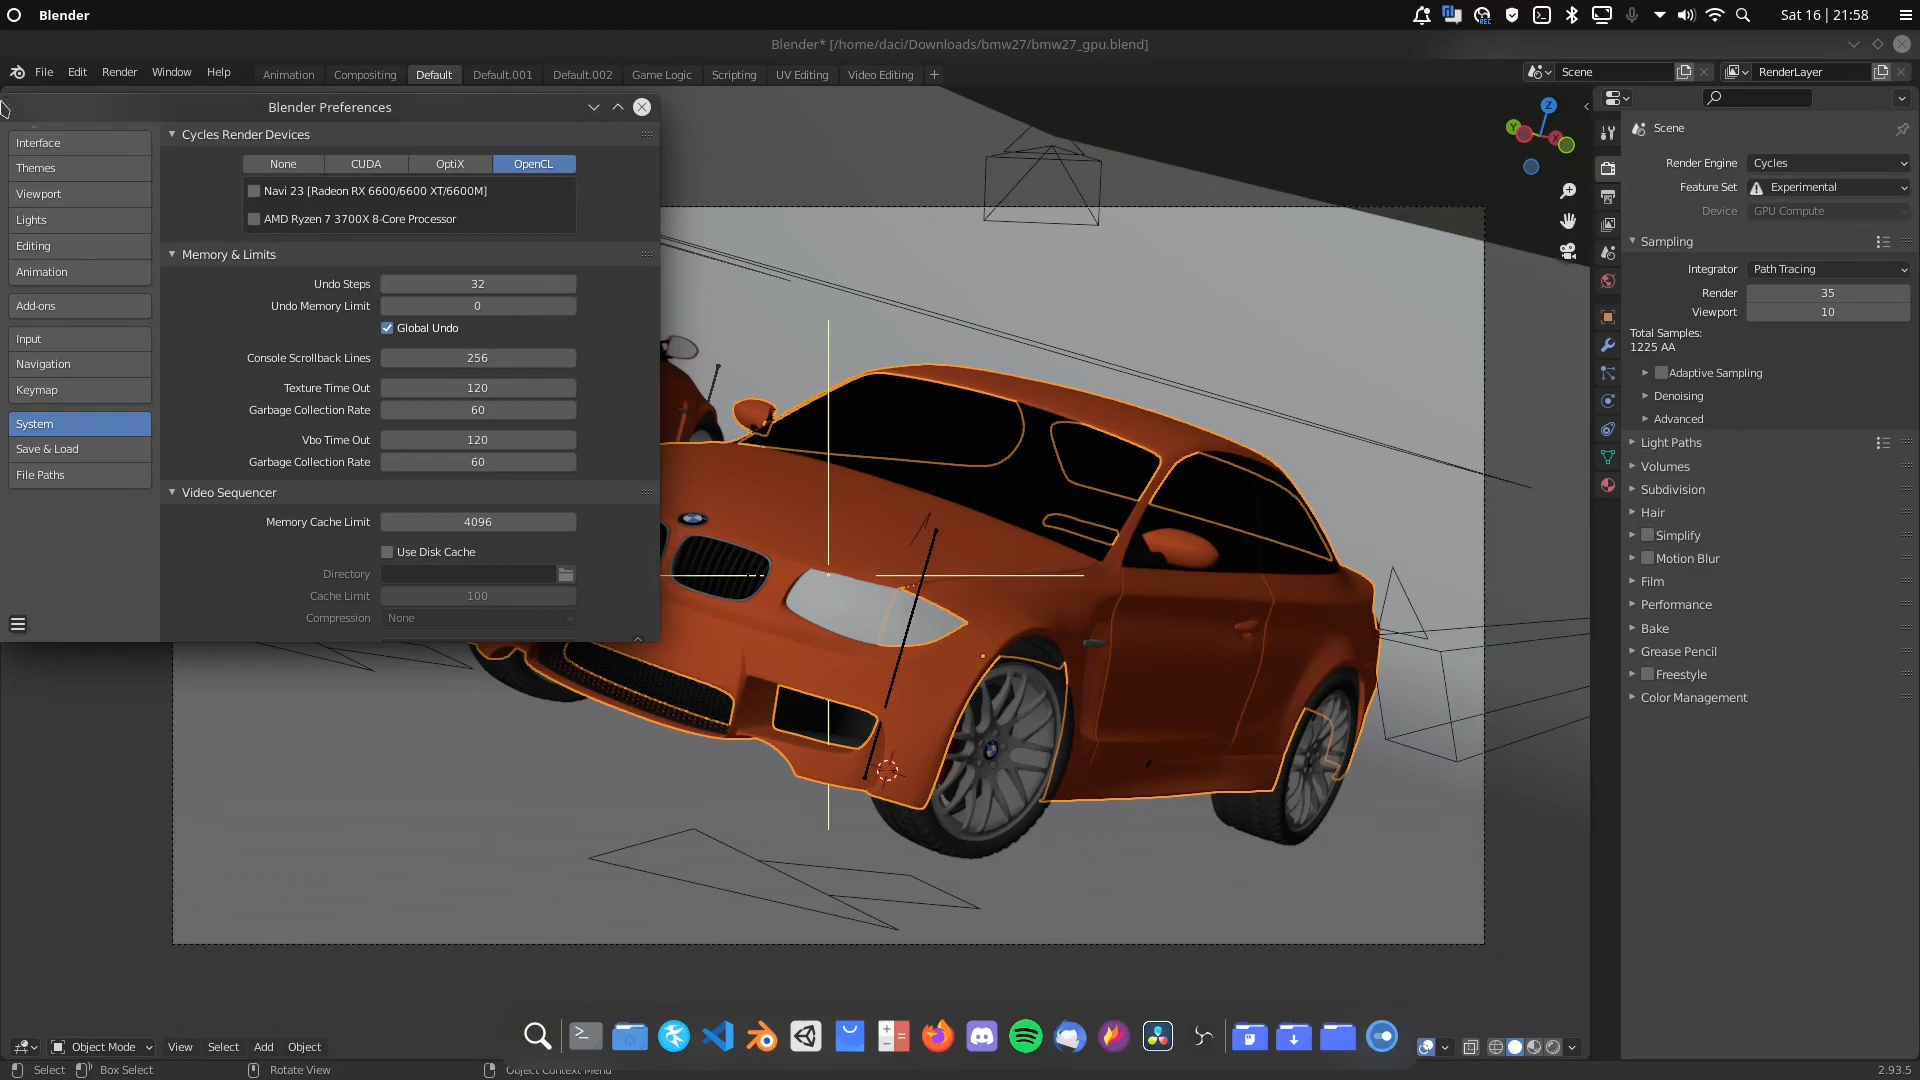 Blender
REC
Sat 16 | 21:58
Blender* [/home/daci/Downloads/bmw27/bmw27_gpu.blend]
File Edit Render Window Help
Animation Compositing Default Default.001 Default.002 Game Logic Scripting UV Editing Video Editing +
Scene
RenderLayer
Blender Preferences
Interface
Themes
Viewport
Lights
Editing
Animation
Add-ons
Input
Navigation
Keymap
System
Save & Load
File Paths
Cycles Render Devices
None CUDA OptiX OpenCL
Navi 23 [Radeon RX 6600/6600 XT/6600M]
AMD Ryzen 7 3700X 8-Core Processor
Memory & Limits
Undo Steps 32
Undo Memory Limit 0
Global Undo
Console Scrollback Lines 256
Texture Time Out 120
Garbage Collection Rate 60
Vbo Time Out 120
Garbage Collection Rate 60
Video Sequencer
Memory Cache Limit 4096
Use Disk Cache
Directory
Cache Limit 100
Compression None
Z
Y
X
Scene
Render Engine Cycles
Feature Set Experimental
Device GPU Compute
Sampling
Integrator Path Tracing
Render 35
Viewport 10
Total Samples:
1225 AA
Adaptive Sampling
Denoising
Advanced
Light Paths
Volumes
Subdivision
Hair
Simplify
Motion Blur
Film
Performance
Bake
Grease Pencil
Freestyle
Color Management
Object Mode View Select Add Object
Select Box Select Rotate View Object Context Menu
2.93.5